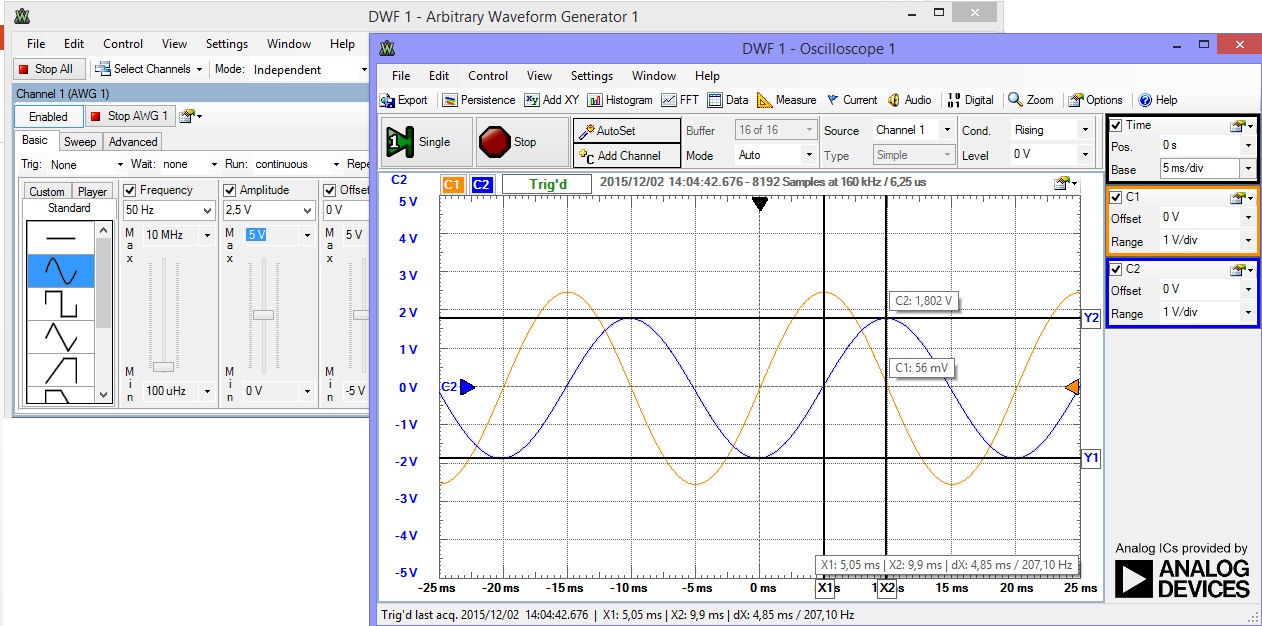 DWF 1 - Arbitrary Waveform Generator 1
File Edit Control View Settings Window Help
Stop All Select Channels Mode: Independent
Channel 1 (AWG 1)
Enabled Stop AWG 1
Basic Sweep Advanced
Trig: None Wait: none Run: continuous Repe
Custom Player
Standard
Frequency Amplitude Offset
50 Hz 2,5 V 0 V
Max 10 MHz Max 5 V Max 5 V
Min 100 uHz Min 0 V Min -5 V
DWF 1 - Oscilloscope 1
File Edit Control View Settings Window Help
Export Persistence Add XY Histogram FFT Data Measure Current Audio Digital Zoom Options Help
Single Stop AutoSet Buffer 16 of 16 Source Channel 1 Cond. Rising
Add Channel Mode Auto Type Simple Level 0 V
Time
Pos. 0 s
Base 5 ms/div
C1
Offset 0 V
Range 1 V/div
C2
Offset 0 V
Range 1 V/div
C2 C1 C2 Trig'd 2015/12/02 14:04:42.676 - 8192 Samples at 160 kHz / 6,25 us
5 V
4 V
3 V
2 V
1 V
0 V
-1 V
-2 V
-3 V
-4 V
-5 V
C2: 1,802 V
Y2
C1: 56 mV
C2
Y1
X1: 5,05 ms | X2: 9,9 ms | dX: 4,85 ms / 207,10 Hz
-25 ms -20 ms -15 ms -10 ms -5 ms 0 ms X1 s X2 s 15 ms 20 ms 25 ms
Analog ICs provided by
ANALOG
DEVICES
Trig'd last acq. 2015/12/02 14:04:42.676 | X1: 5,05 ms | X2: 9,9 ms | dX: 4,85 ms / 207,10 Hz